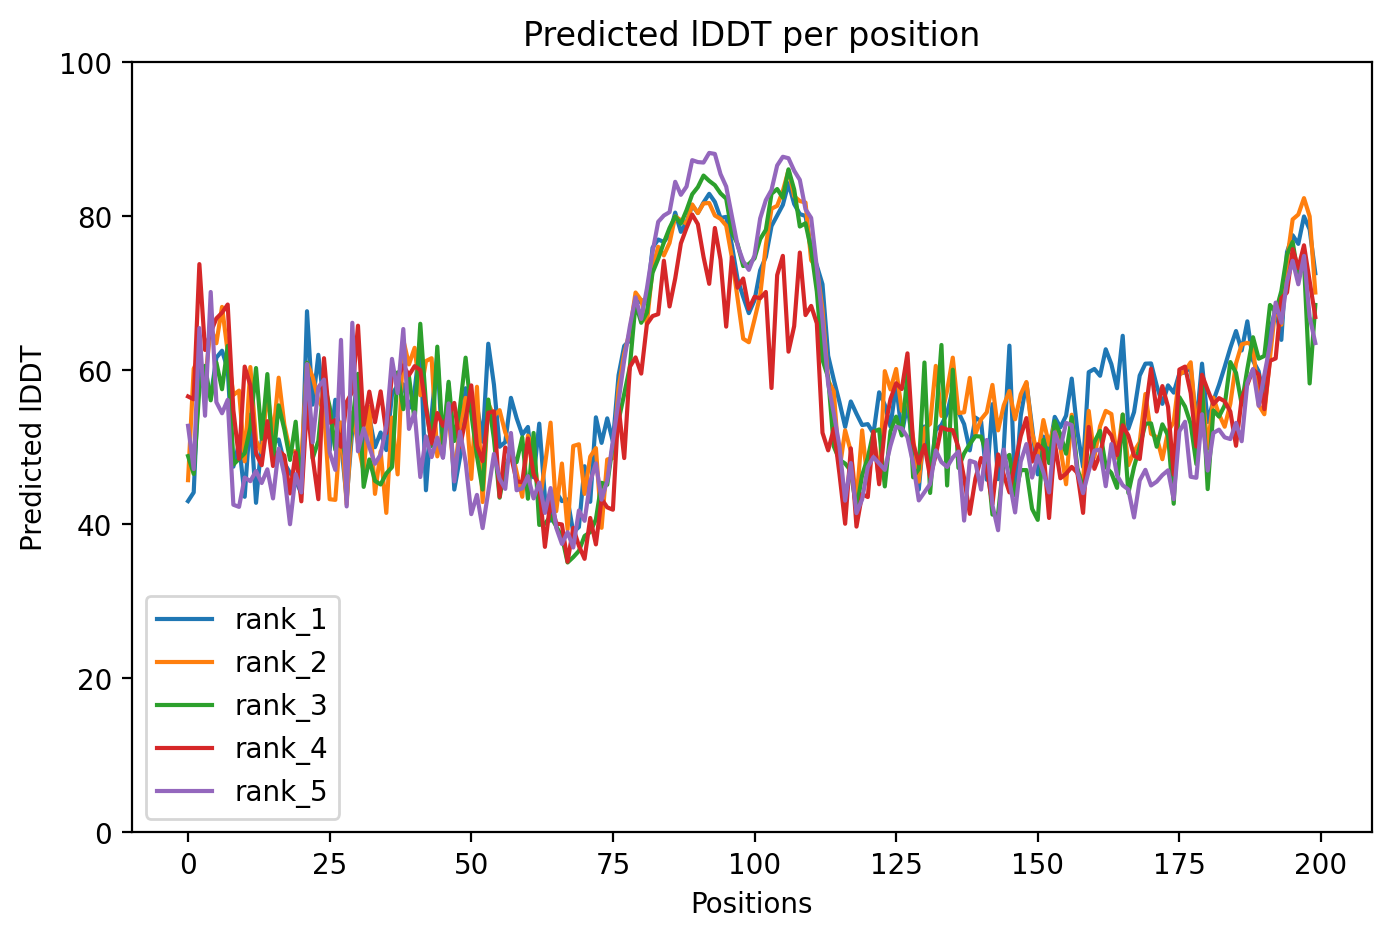 Predicted lDDT per position
100
80
60
40
20
0
Predicted lDDT
rank_1
rank_2
rank_3
rank_4
rank_5
0 25 50 75 100 125 150 175 200
Positions